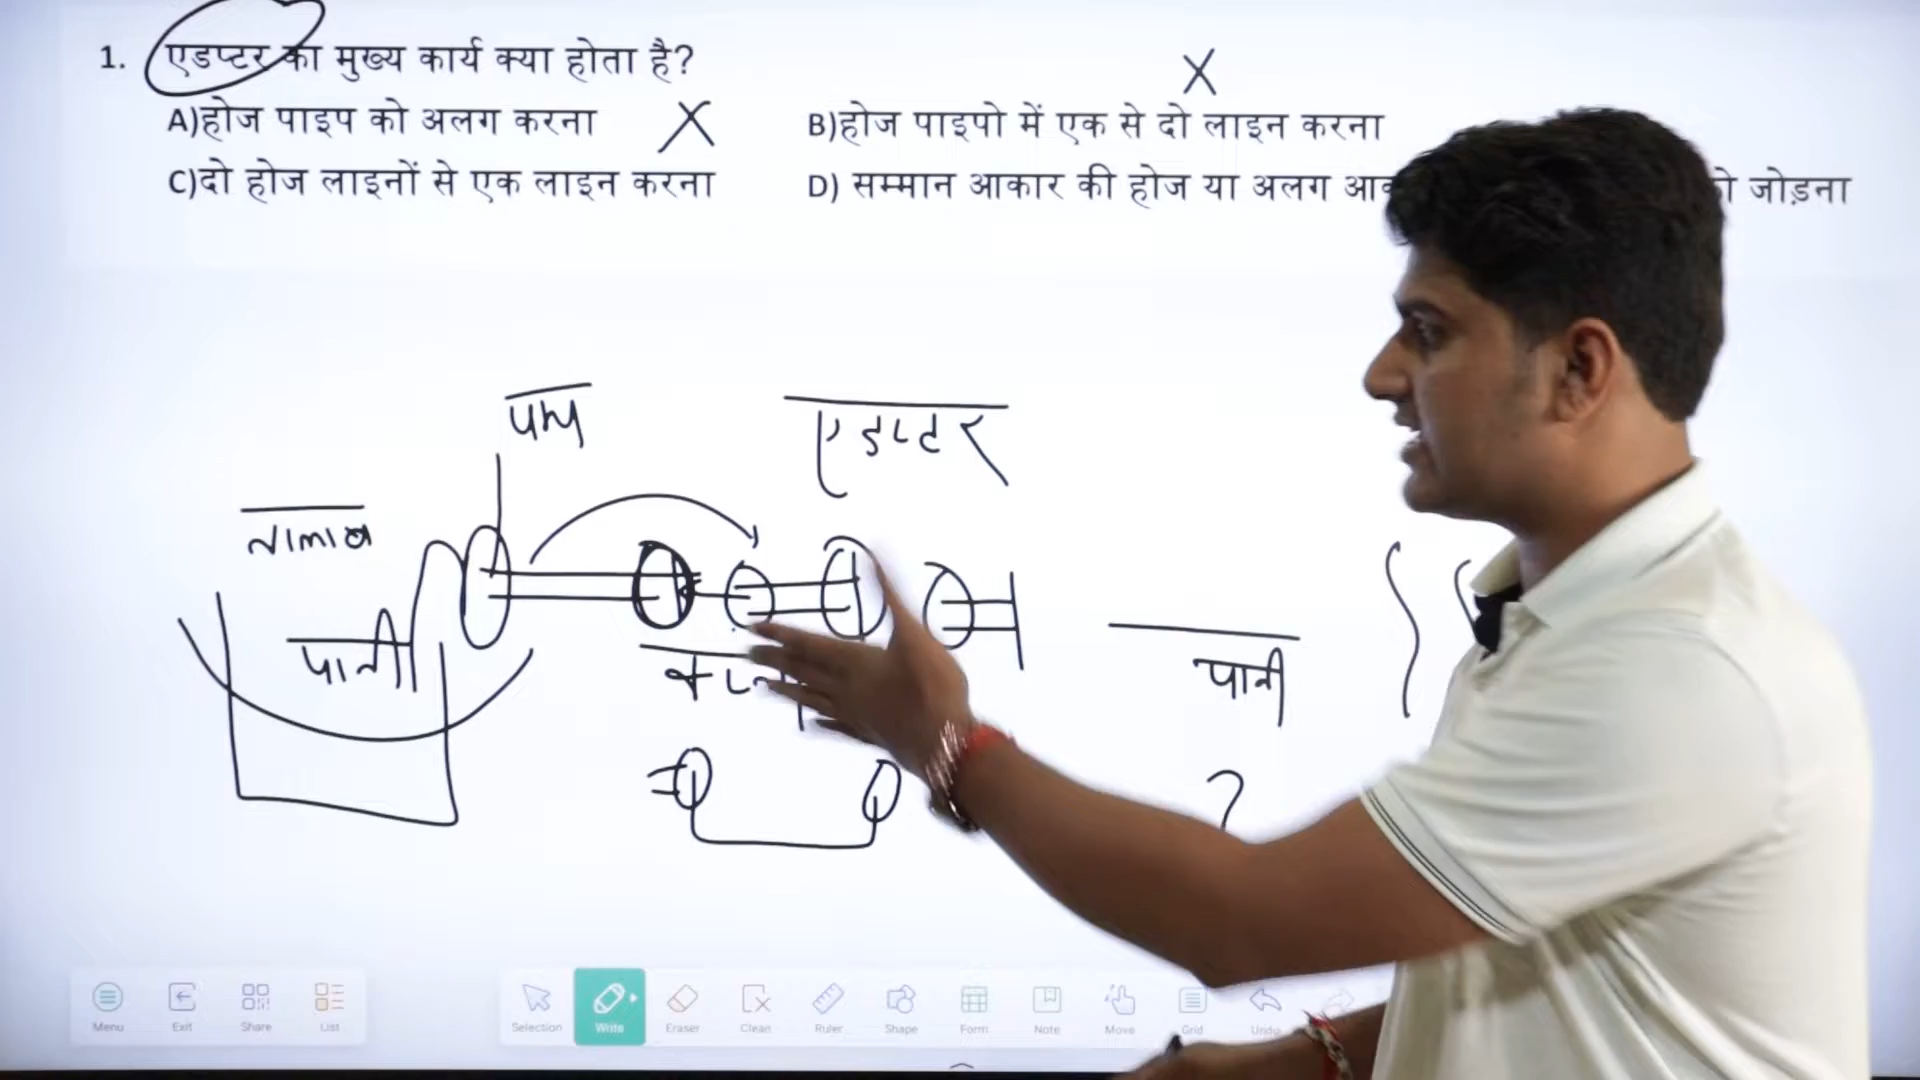 1. एडप्टर का मुख्य कार्य क्या होता है?
A)होज पाइप को अलग करना X
B)होज पाइपो में एक से दो लाइन करना X
C)दो होज लाइनों से एक लाइन करना
D) सम्मान आकार की होज या अलग जोड़ना
पम्प
एडप्टर
तालाब
पानी
पानी
?
Menu Exit Share List Selection Write Eraser Clean Ruler Shape Form Note Move Grid Undo